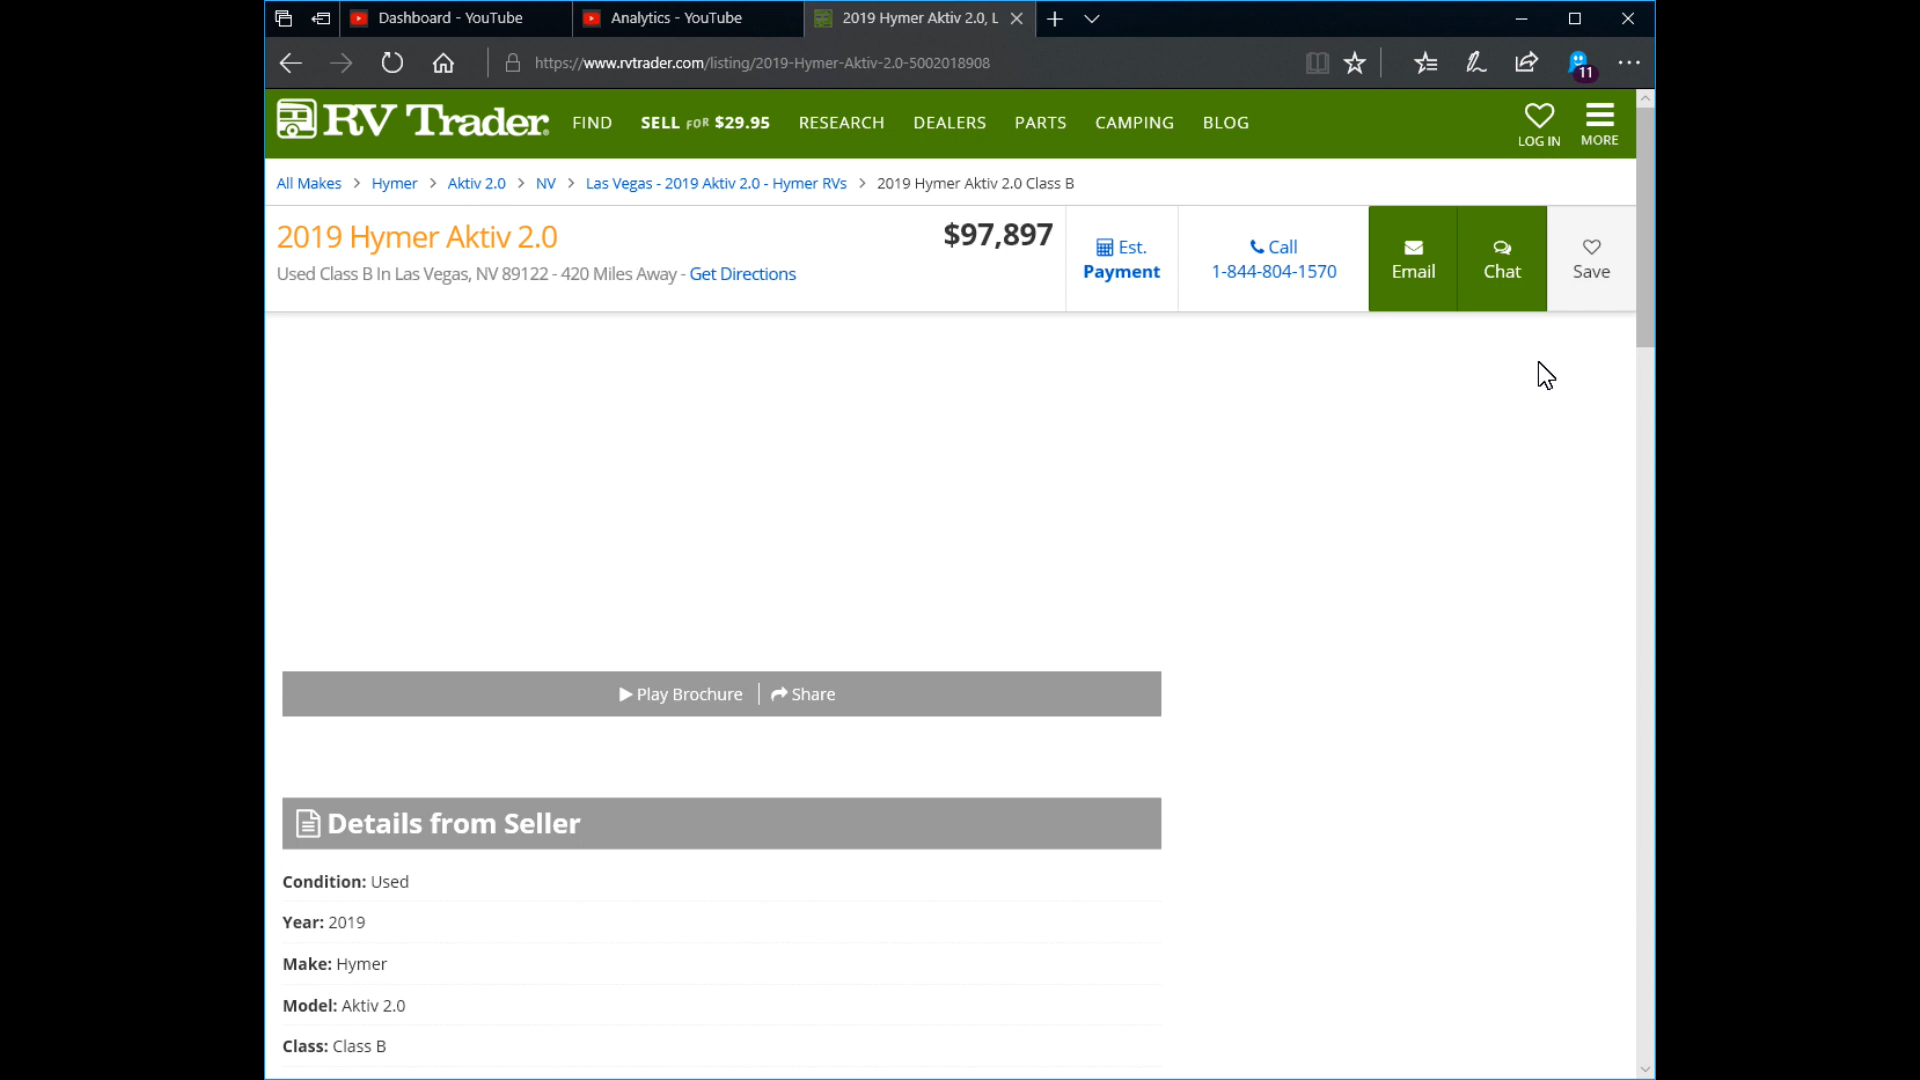 Dashboard - YouTube
Analytics - YouTube
2019 Hymer Aktiv 2.0, L
https://www.rvtrader.com/listing/2019-Hymer-Aktiv-2.0-5002018908
11
RV Trader
FIND
SELL FOR $29.95
RESEARCH
DEALERS
PARTS
CAMPING
BLOG
LOG IN
MORE
All Makes > Hymer > Aktiv 2.0 > NV > Las Vegas - 2019 Aktiv 2.0 - Hymer RVs > 2019 Hymer Aktiv 2.0 Class B
2019 Hymer Aktiv 2.0
$97,897
Used Class B In Las Vegas, NV 89122 - 420 Miles Away - Get Directions
Est.
Payment
Call
1-844-804-1570
Email
Chat
Save
Play Brochure
Share
Details from Seller
Condition: Used
Year: 2019
Make: Hymer
Model: Aktiv 2.0
Class: Class B